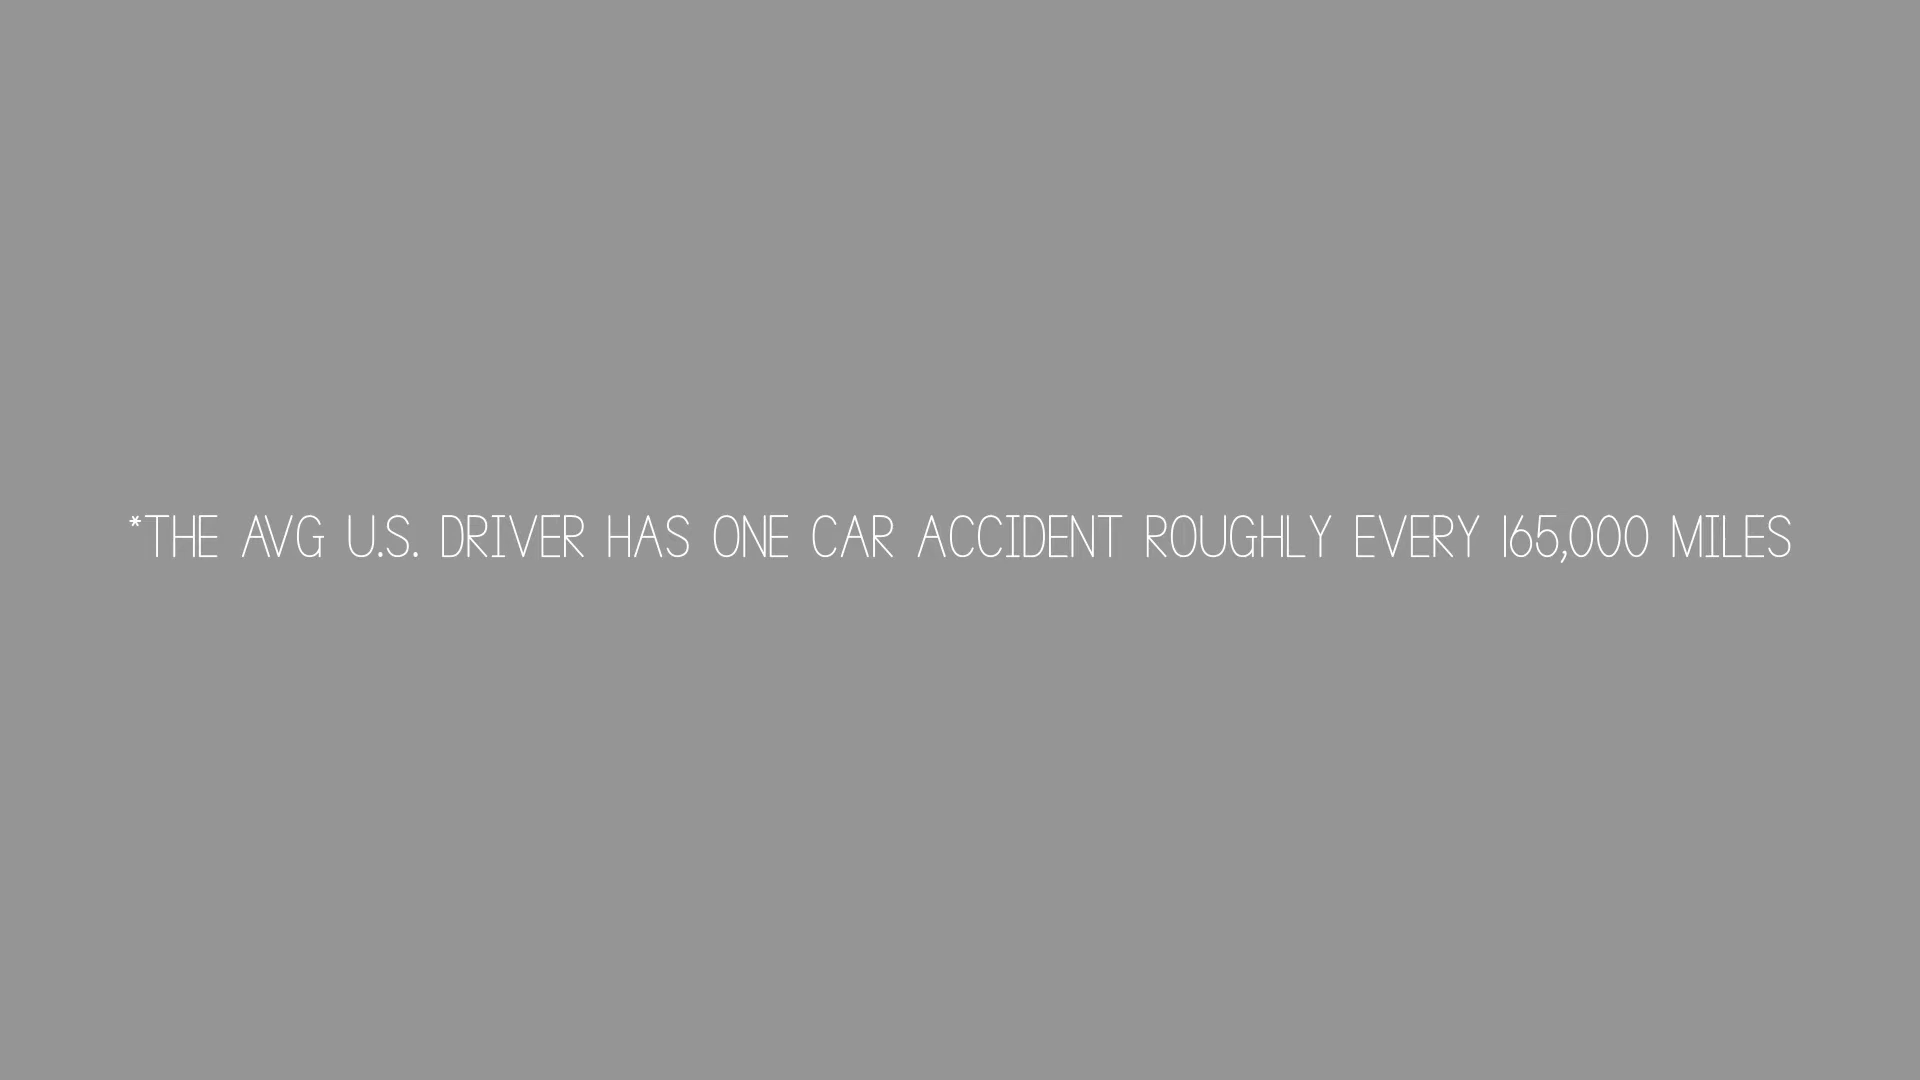 *THE AVG U.S. DRIVER HAS ONE CAR ACCIDENT ROUGHLY EVERY 165,000 MILES